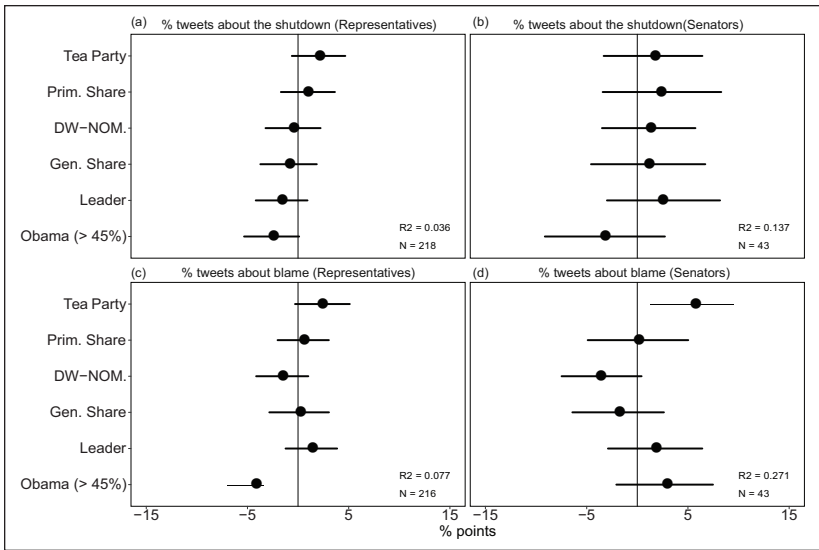 (a) % tweets about the shutdown (Representatives)
(b) % tweets about the shutdown(Senators)
Tea Party
Prim. Share
DW−NOM.
Gen. Share
Leader
Obama (> 45%)
R2 = 0.036
N = 218
R2 = 0.137
N = 43
(c) % tweets about blame (Representatives)
(d) % tweets about blame (Senators)
Tea Party
Prim. Share
DW−NOM.
Gen. Share
Leader
Obama (> 45%)
R2 = 0.077
N = 216
R2 = 0.271
N = 43
−15 5 15
−15 −5 5 15
% points